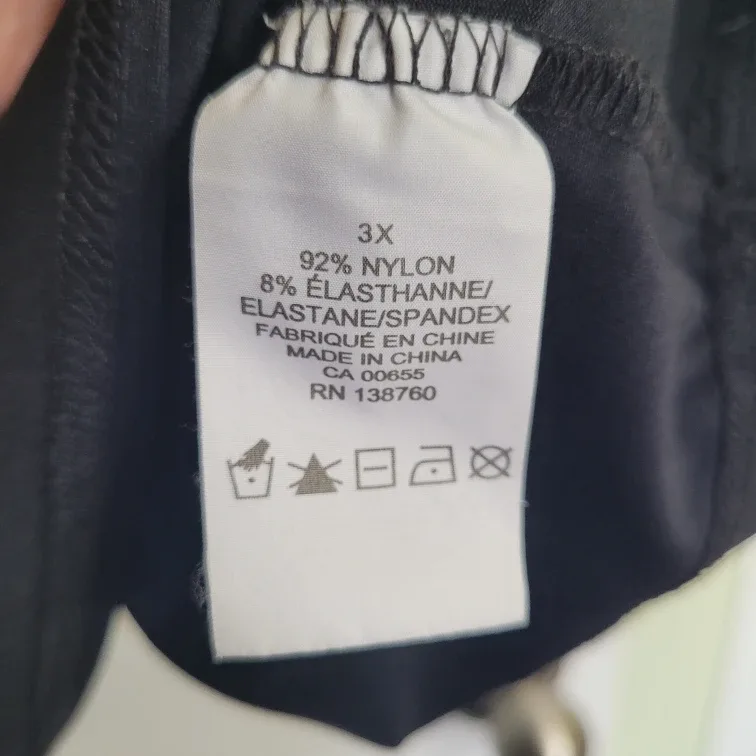 3X
92% NYLON
8% ÉLASTHANNE/
ELASTANE/SPANDEX
FABRIQUÉ EN CHINE
MADE IN CHINA
CA 00655
RN 138760